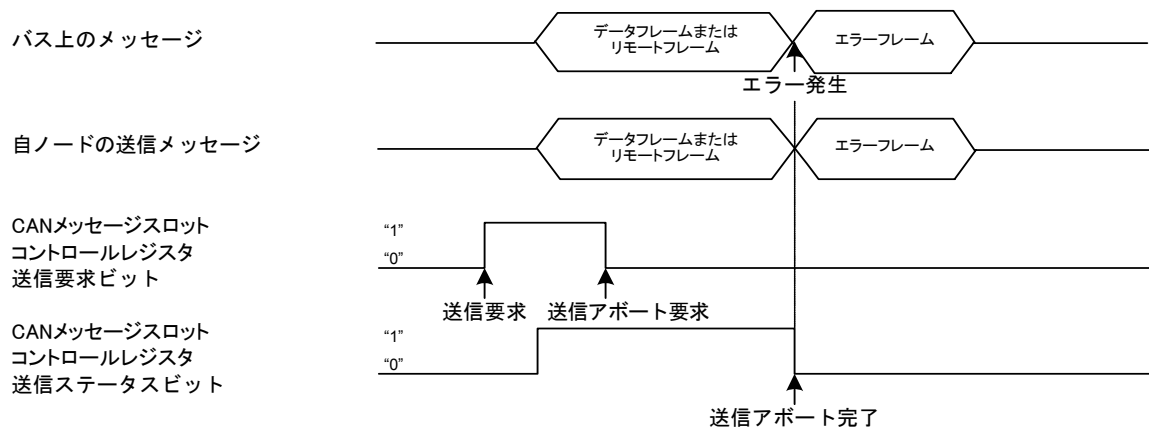 バス上のメッセージ
データフレームまたは
リモートフレーム
エラーフレーム
エラー発生
自ノードの送信メッセージ
データフレームまたは
リモートフレーム
エラーフレーム
CANメッセージスロット
コントロールレジスタ
送信要求ビット
“1”
“0”
送信要求
送信アボート要求
CANメッセージスロット
コントロールレジスタ
送信ステータスビット
“1”
“0”
送信アボート完了